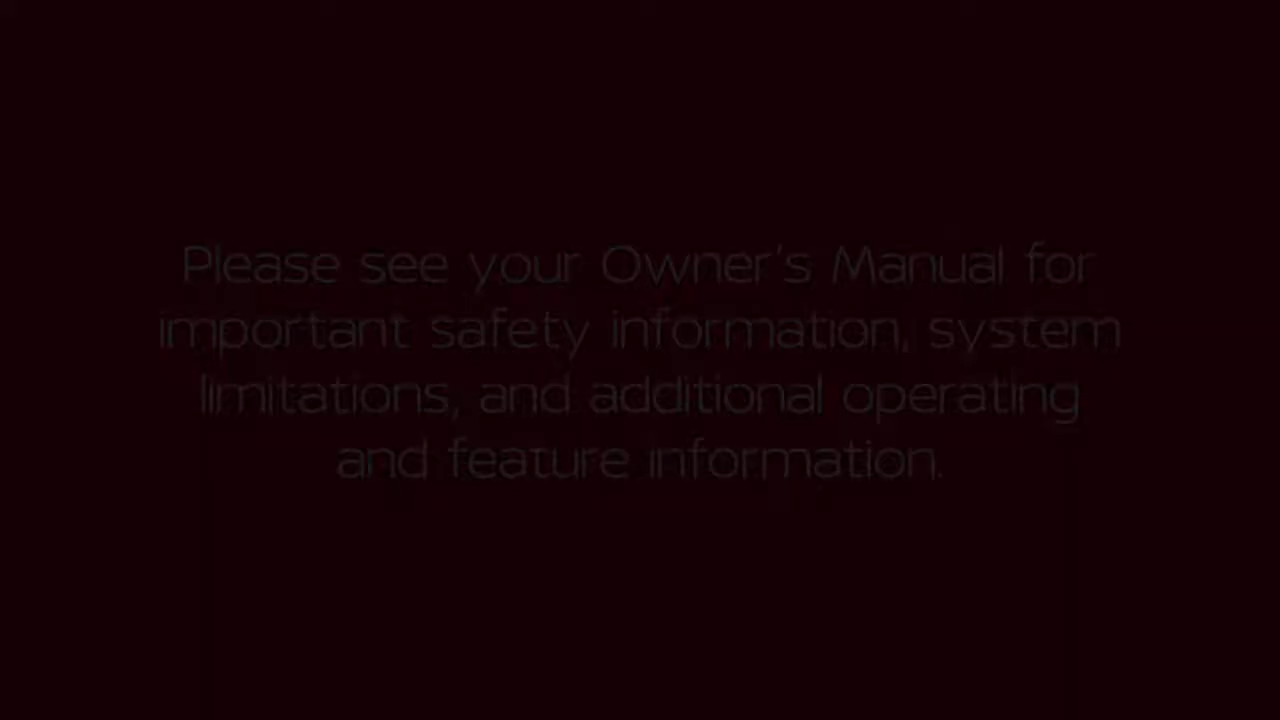 Please see your Owner's Manual for
important safety information, system
limitations, and additional operating
and feature information.